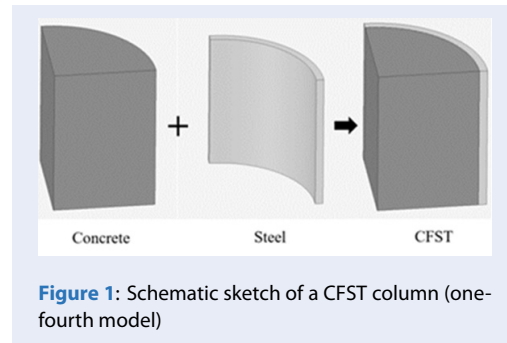 Concrete
Steel
CFST
Figure 1: Schematic sketch of a CFST column (one-
fourth model)